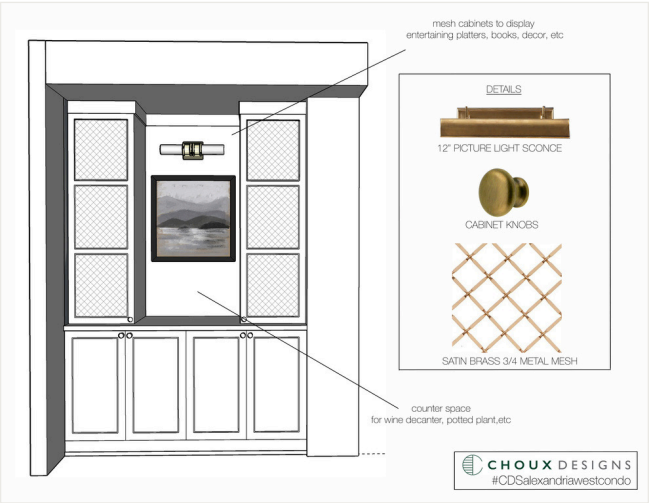 mesh cabinets to display
entertaining platters, books, decor, etc
DETAILS
12" PICTURE LIGHT SCONCE
CABINET KNOBS
SATIN BRASS 3/4 METAL MESH
counter space
for wine decanter, potted plant,etc
CHOUX DESIGNS
#CDSalexandriawestcondo